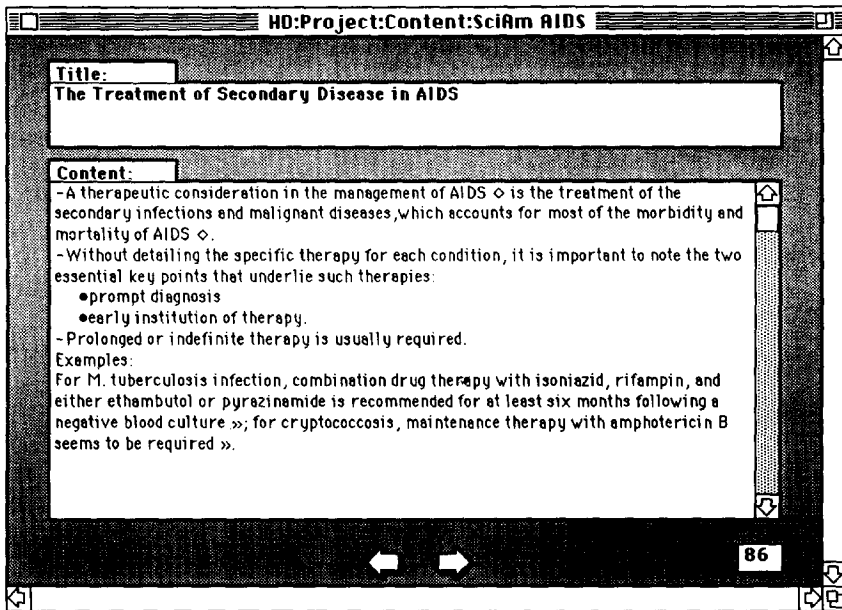 HD:Project:Content:SciAm AIDS
Title:
The Treatment of Secondary Disease in AIDS
Content:
-A therapeutic consideration in the management of AIDS ◇ is the treatment of the
secondary infections and malignant diseases,which accounts for most of the morbidity and
mortality of AIDS ◇.
-Without detailing the specific therapy for each condition, it is important to note the two
essential key points that underlie such therapies:
●prompt diagnosis
●early institution of therapy.
-Prolonged or indefinite therapy is usually required.
Examples:
For M. tuberculosis infection, combination drug therapy with isoniazid, rifampin, and
either ethambutol or pyrazinamide is recommended for at least six months following a
negative blood culture »; for cryptococcosis, maintenance therapy with amphotericin B
seems to be required ».
86